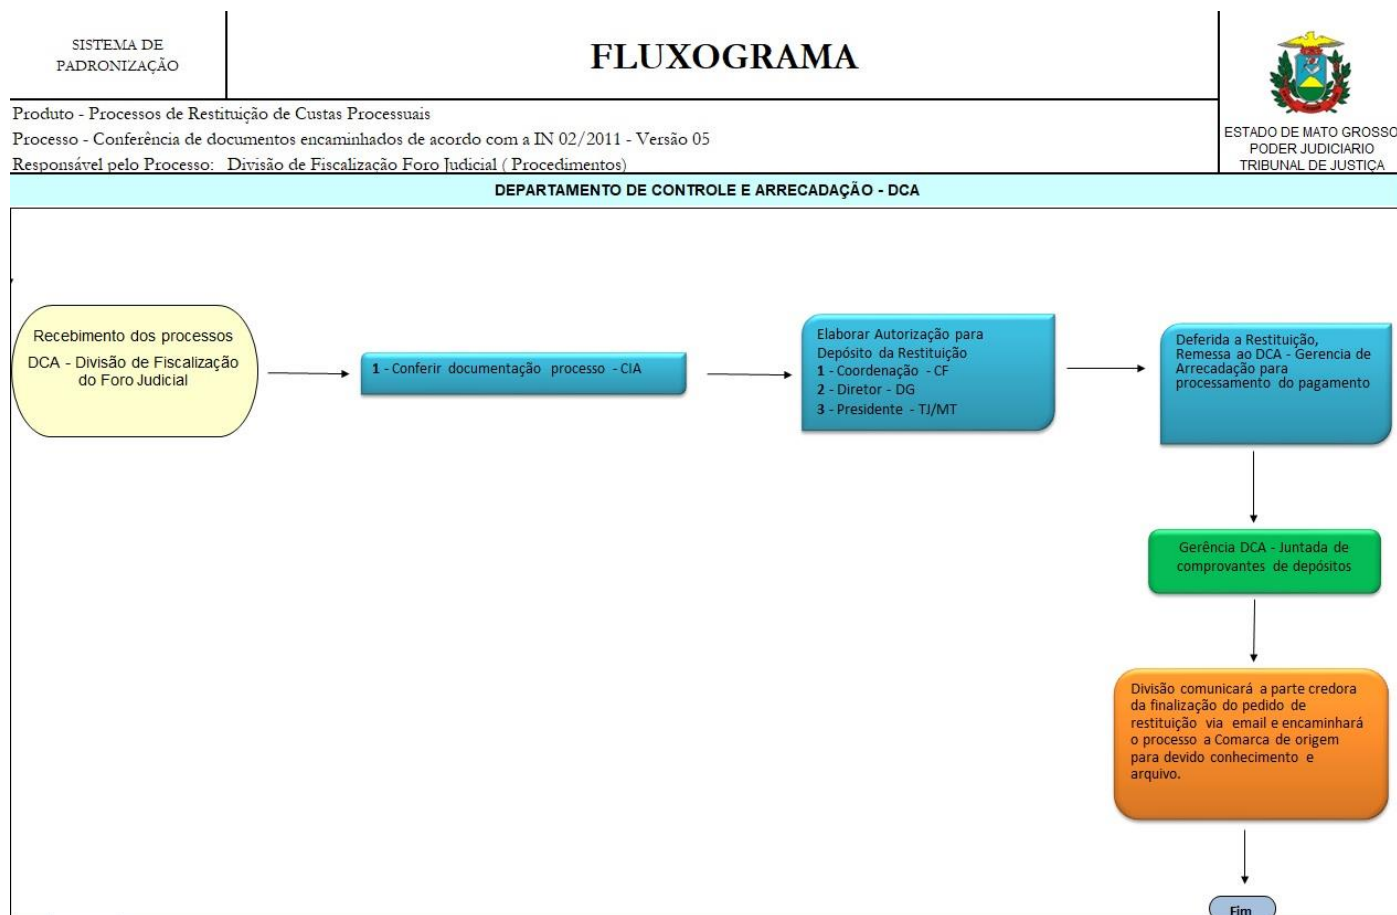 SISTEMA DE
PADRONIZAÇÃO
FLUXOGRAMA
ESTADO DE MATO GROSSO
PODER JUDICIARIO
TRIBUNAL DE JUSTIÇA
Produto - Processos de Restituição de Custas Processuais
Processo - Conferência de documentos encaminhados de acordo com a IN 02/2011 - Versão 05
Responsável pelo Processo: Divisão de Fiscalização Foro Judicial ( Procedimentos)
DEPARTAMENTO DE CONTROLE E ARRECADAÇÃO - DCA
Recebimento dos processos
DCA - Divisão de Fiscalização
do Foro Judicial
1 - Conferir documentação processo - CIA
Elaborar Autorização para
Depósito da Restituição
1 - Coordenação - CF
2 - Diretor - DG
3 - Presidente - TJ/MT
Deferida a Restituição,
Remessa ao DCA - Gerencia de
Arrecadação para
processamento do pagamento
Gerência DCA - Juntada de
comprovantes de depósitos
Divisão comunicará a parte credora
da finalização do pedido de
restituição via email e encaminhará
o processo a Comarca de origem
para devido conhecimento e
arquivo.
Fim